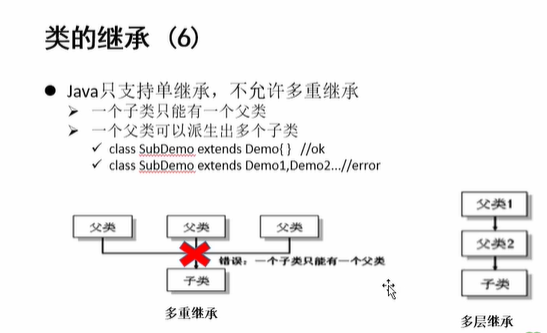 类的继承（6）
Java只支持单继承，不允许多重继承
一个子类只能有一个父类
一个父类可以派生出多个子类
class SubDemo extends Demo{ }  //ok
class SubDemo extends Demo1,Demo2...//error
父类
父类
父类
错误：一个子类只能有一个父类
子类
多重继承
父类1
父类2
子类
多层继承